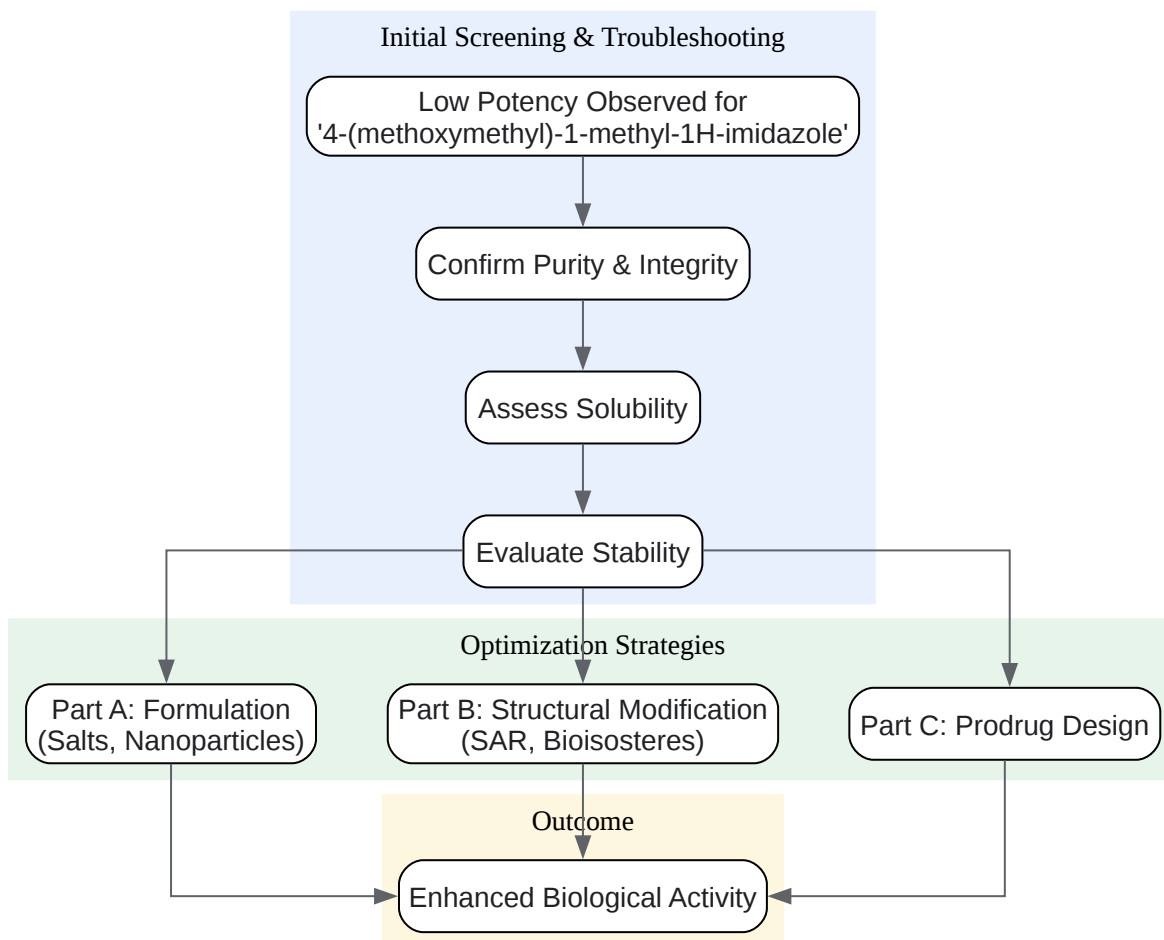 Initial Screening & Troubleshooting
Low Potency Observed for
'4-(methoxymethyl)-1-methyl-1H-imidazole'
Confirm Purity & Integrity
Assess Solubility
Evaluate Stability
Optimization Strategies
Part A: Formulation
(Salts, Nanoparticles)
Part B: Structural Modification
(SAR, Bioisosteres)
Part C: Prodrug Design
Outcome
Enhanced Biological Activity